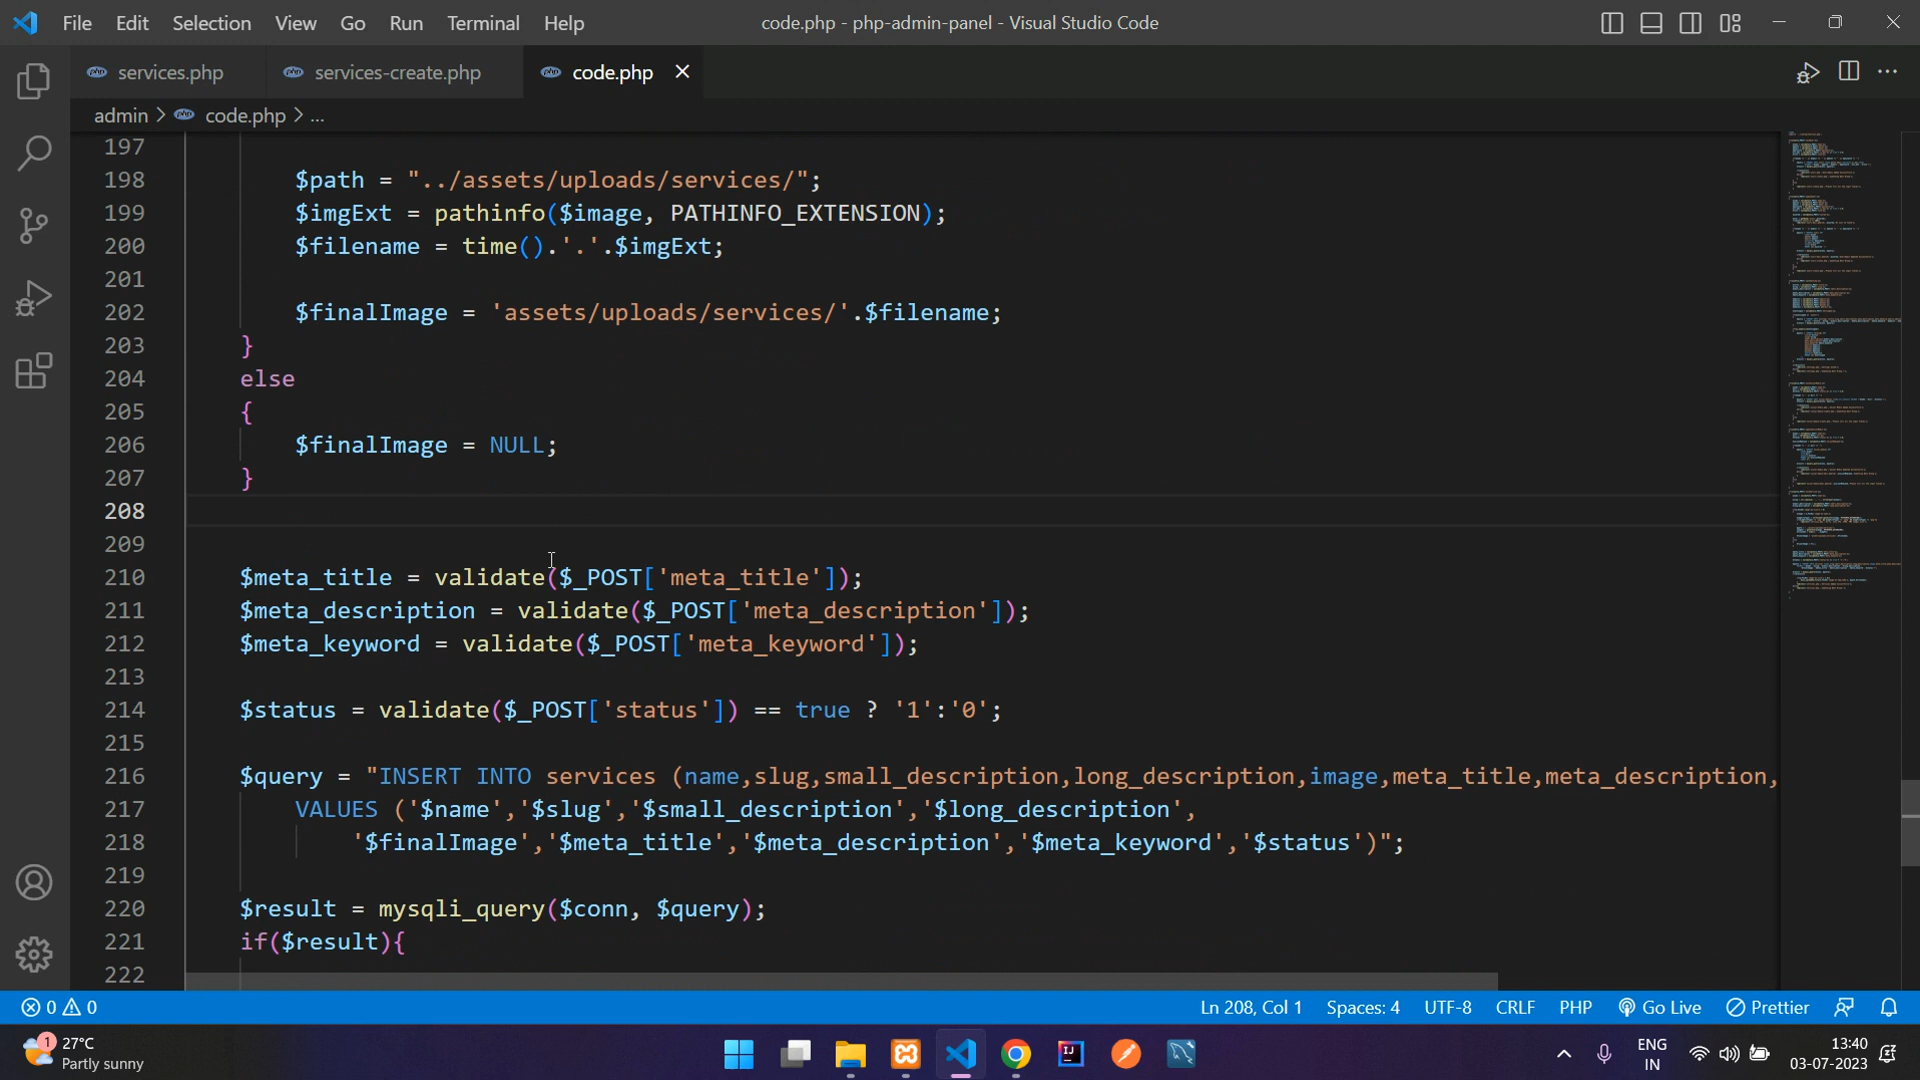 File Edit Selection View Go Run Terminal Help
code.php - php-admin-panel - Visual Studio Code
services.php
services-create.php
code.php
admin > code.php > ...
197
198 $path = "../assets/uploads/services/";
199 $imgExt = pathinfo($image, PATHINFO_EXTENSION);
200 $filename = time().'.'.$imgExt;
201
202 $finalImage = 'assets/uploads/services/'.$filename;
203 }
204 else
205 {
206 $finalImage = NULL;
207 }
208
209
210 $meta_title = validate($_POST['meta_title']);
211 $meta_description = validate($_POST['meta_description']);
212 $meta_keyword = validate($_POST['meta_keyword']);
213
214 $status = validate($_POST['status']) == true ? '1':'0';
215
216 $query = "INSERT INTO services (name,slug,small_description,long_description,image,meta_title,meta_description,
217 VALUES ('$name','$slug','$small_description','$long_description',
218 '$finalImage','$meta_title','$meta_description','$meta_keyword','$status')";
219
220 $result = mysqli_query($conn, $query);
221 if($result){
222
0 0
Ln 208, Col 1 Spaces: 4 UTF-8 CRLF PHP Go Live Prettier
1
27°C
Partly sunny
IJ
ENG
IN
13:40
03-07-2023